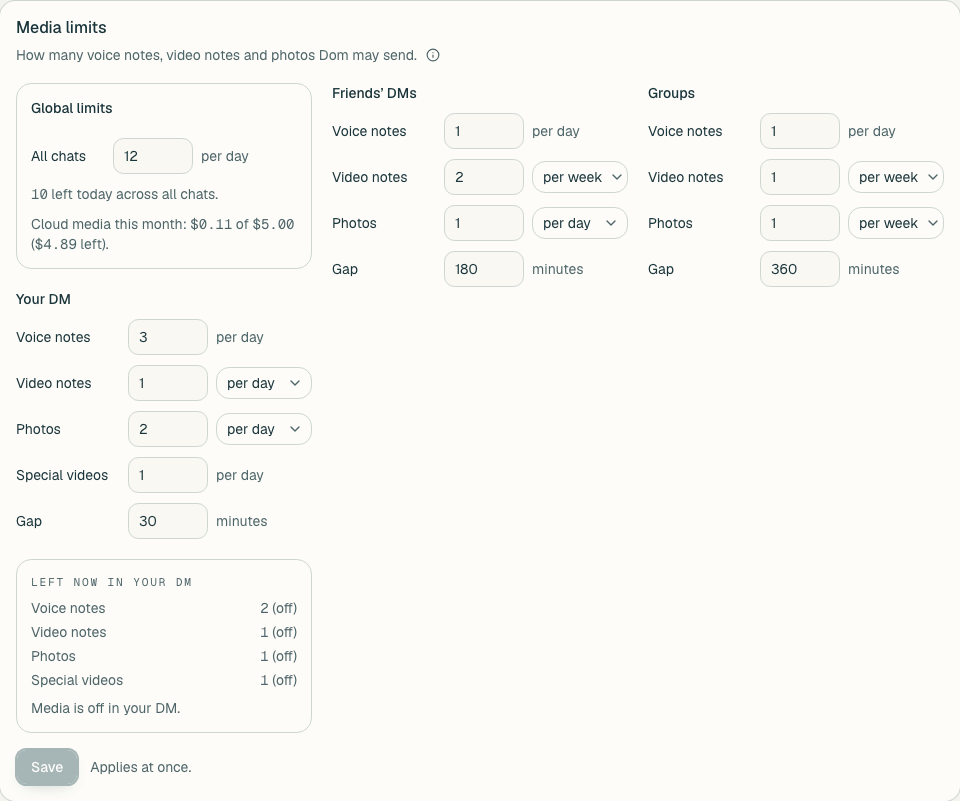 Media limits
How many voice notes, video notes and photos Dom may send.
Global limits
All chats 12 per day
10 left today across all chats.
Cloud media this month: $0.11 of $5.00
($4.89 left).
Your DM
Voice notes 3 per day
Video notes 1 per day
Photos 2 per day
Special videos 1 per day
Gap 30 minutes
LEFT NOW IN YOUR DM
Voice notes 2 (off)
Video notes 1 (off)
Photos 1 (off)
Special videos 1 (off)
Media is off in your DM.
Friends’ DMs
Voice notes 1 per day
Video notes 2 per week
Photos 1 per day
Gap 180 minutes
Groups
Voice notes 1 per day
Video notes 1 per week
Photos 1 per week
Gap 360 minutes
Save Applies at once.